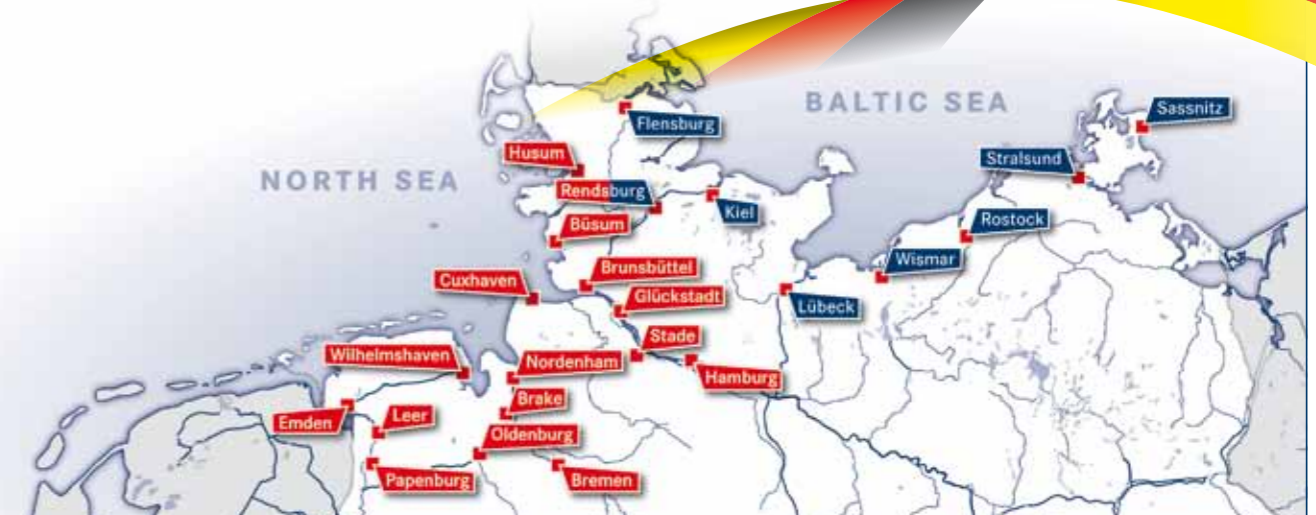 BALTIC SEA
Sassnitz
Flensburg
Husum
Stralsund
NORTH SEA
Rendsburg
Kiel
Rostock
Büsum
Wismar
Brunsbüttel
Cuxhaven
Glückstadt
Lübeck
Stade
Wilhelmshaven
Nordenham
Hamburg
Brake
Leer
Emden
Oldenburg
Papenburg
Bremen